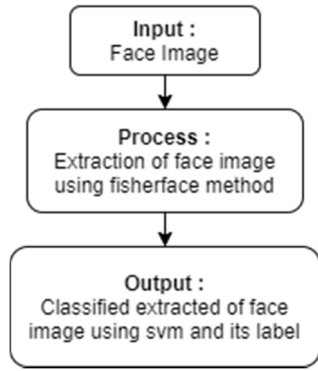 Input :
Face Image
Process :
Extraction of face image
using fisherface method
Output :
Classified extracted of face
image using svm and its label